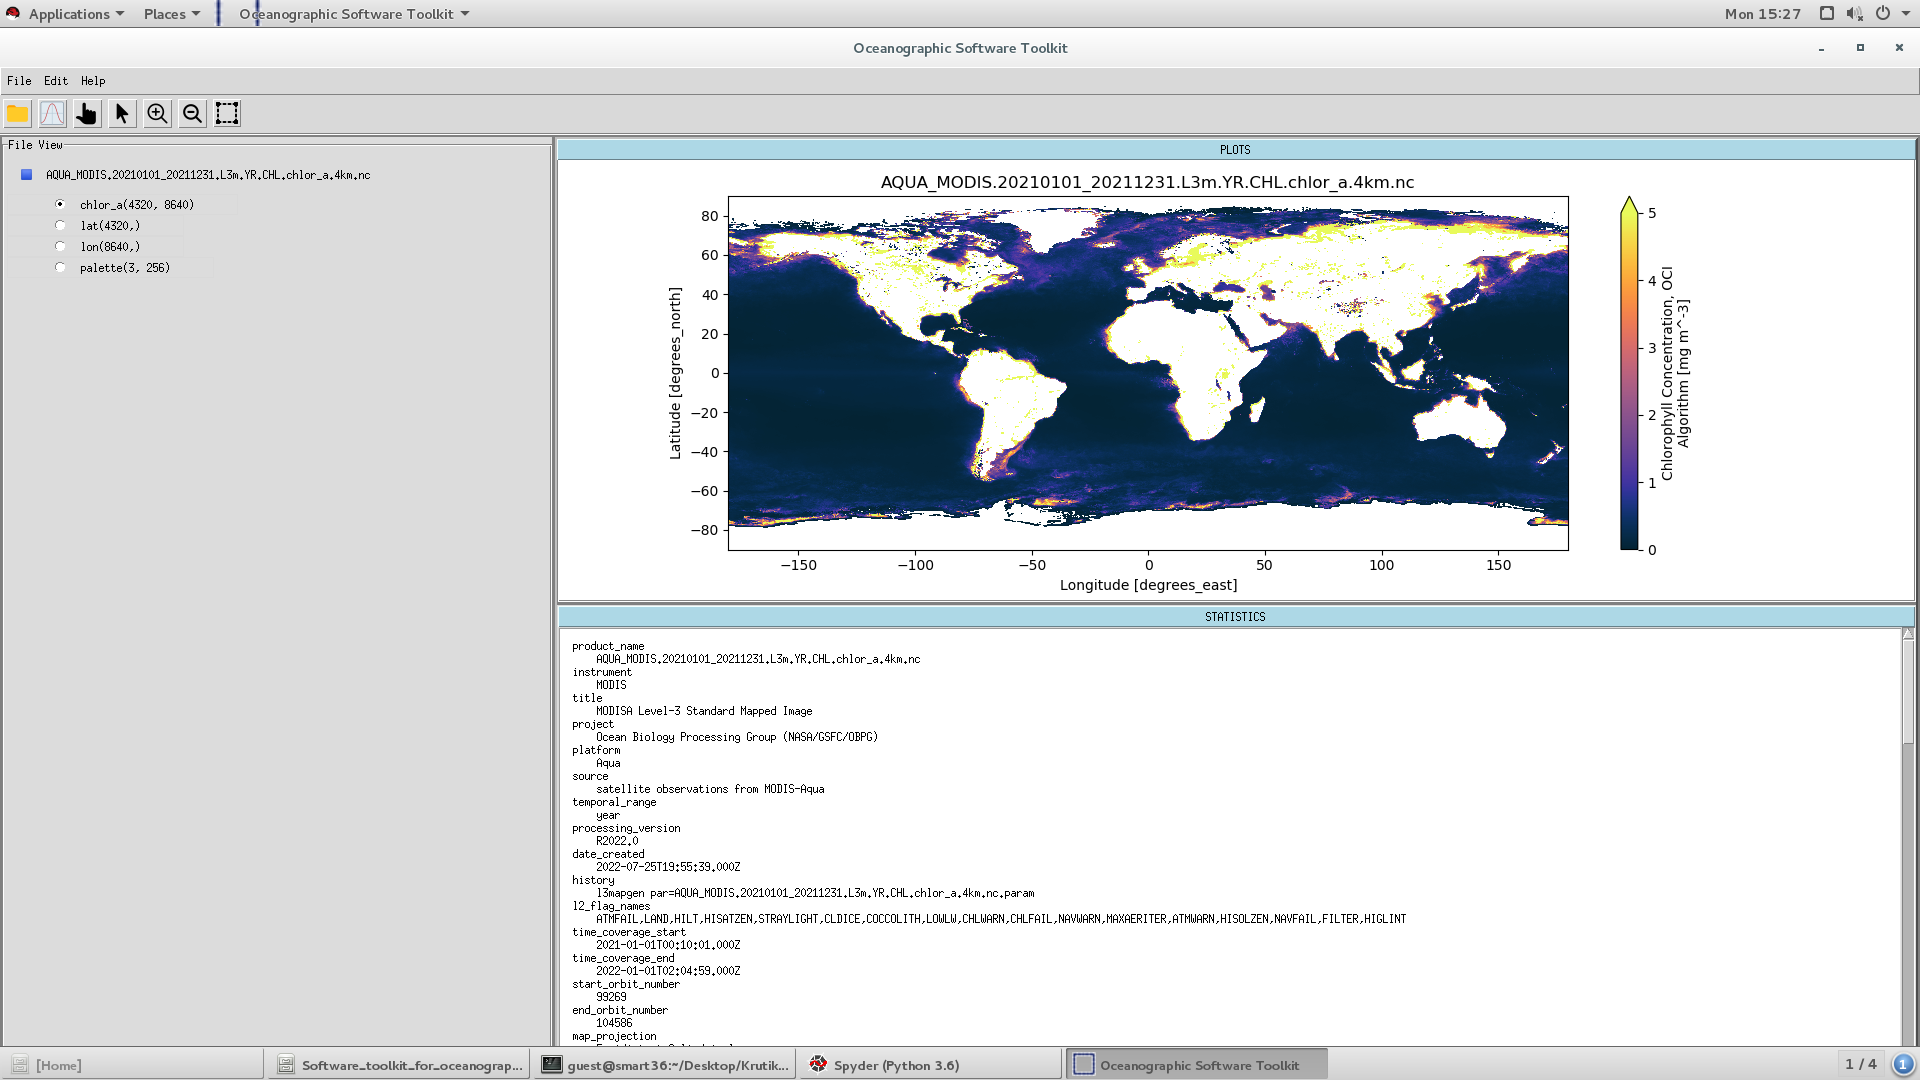 Applications Places Oceanographic Software Toolkit Mon 15:27
Oceanographic Software Toolkit
File Edit Help
File View
AQUA_MODIS.20210101_20211231.L3m.YR.CHL.chlor_a.4km.nc
chlor_a(4320, 8640)
lat(4320,)
lon(8640,)
palette(3, 256)
PLOTS
AQUA_MODIS.20210101_20211231.L3m.YR.CHL.chlor_a.4km.nc
80
60
40
20
0
−20
−40
−60
−80
Latitude [degrees_north]
−150 −100 −50 0 50 100 150
Longitude [degrees_east]
5
4
3
2
1
0
Chlorophyll Concentration, OCI
Algorithm [mg m^-3]
STATISTICS
product_name
AQUA_MODIS.20210101_20211231.L3m.YR.CHL.chlor_a.4km.nc
instrument
MODIS
title
MODISA Level-3 Standard Mapped Image
project
Ocean Biology Processing Group (NASA/GSFC/OBPG)
platform
Aqua
source
satellite observations from MODIS-Aqua
temporal_range
year
processing_version
R2022.0
date_created
2022-07-25T19:55:39.000Z
history
l3mapgen par=AQUA_MODIS.20210101_20211231.L3m.YR.CHL.chlor_a.4km.nc.param
l2_flag_names
ATMFAIL,LAND,HILT,HISATZEN,STRAYLIGHT,CLDICE,COCCOLITH,LOWLW,CHLWARN,CHLFAIL,NAVWARN,MAXAERITER,ATMWARN,HISOLZEN,NAVFAIL,FILTER,HIGLINT
time_coverage_start
2021-01-01T00:10:01.000Z
time_coverage_end
2022-01-01T02:04:59.000Z
start_orbit_number
99269
end_orbit_number
104586
map_projection
[Home] Software_toolkit_for_oceanograp... guest@smart36:~/Desktop/Krutik... Spyder (Python 3.6) Oceanographic Software Toolkit 1 / 4 1